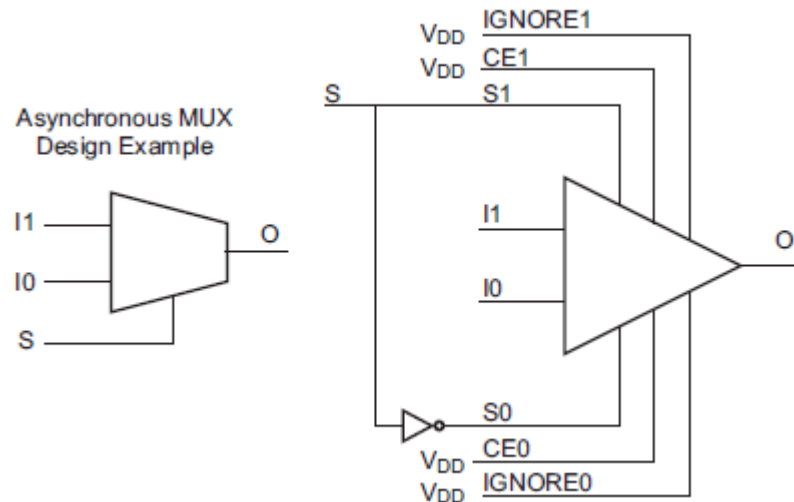 Asynchronous MUX
Design Example
I1
I0
S
O
VDD IGNORE1
VDD CE1
S S1
I1
I0
O
S0
VDD CE0
VDD IGNORE0